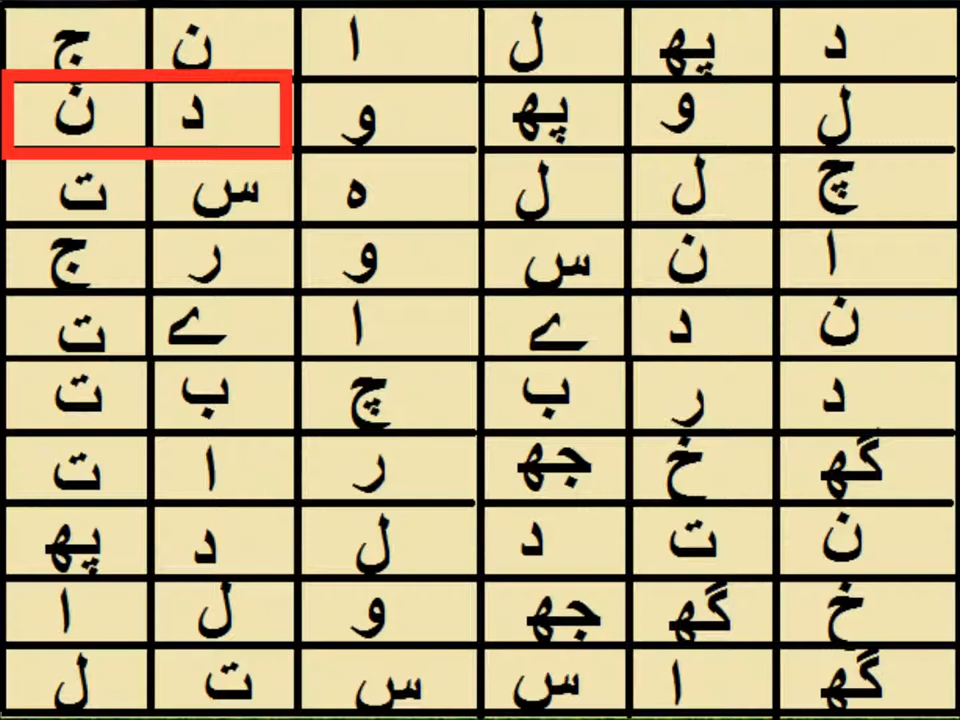 د پھ ل ا ن ج
ل و پھ و د ن
چ ل ل ہ س ت
ا ن س و ر ج
ن د ے ا ے ت
د ر ب چ ب ت
گھ خ جھ ر ا ت
ن ت د ل د پھ
خ گھ جھ و ل ا
گھ ا س س ت ل